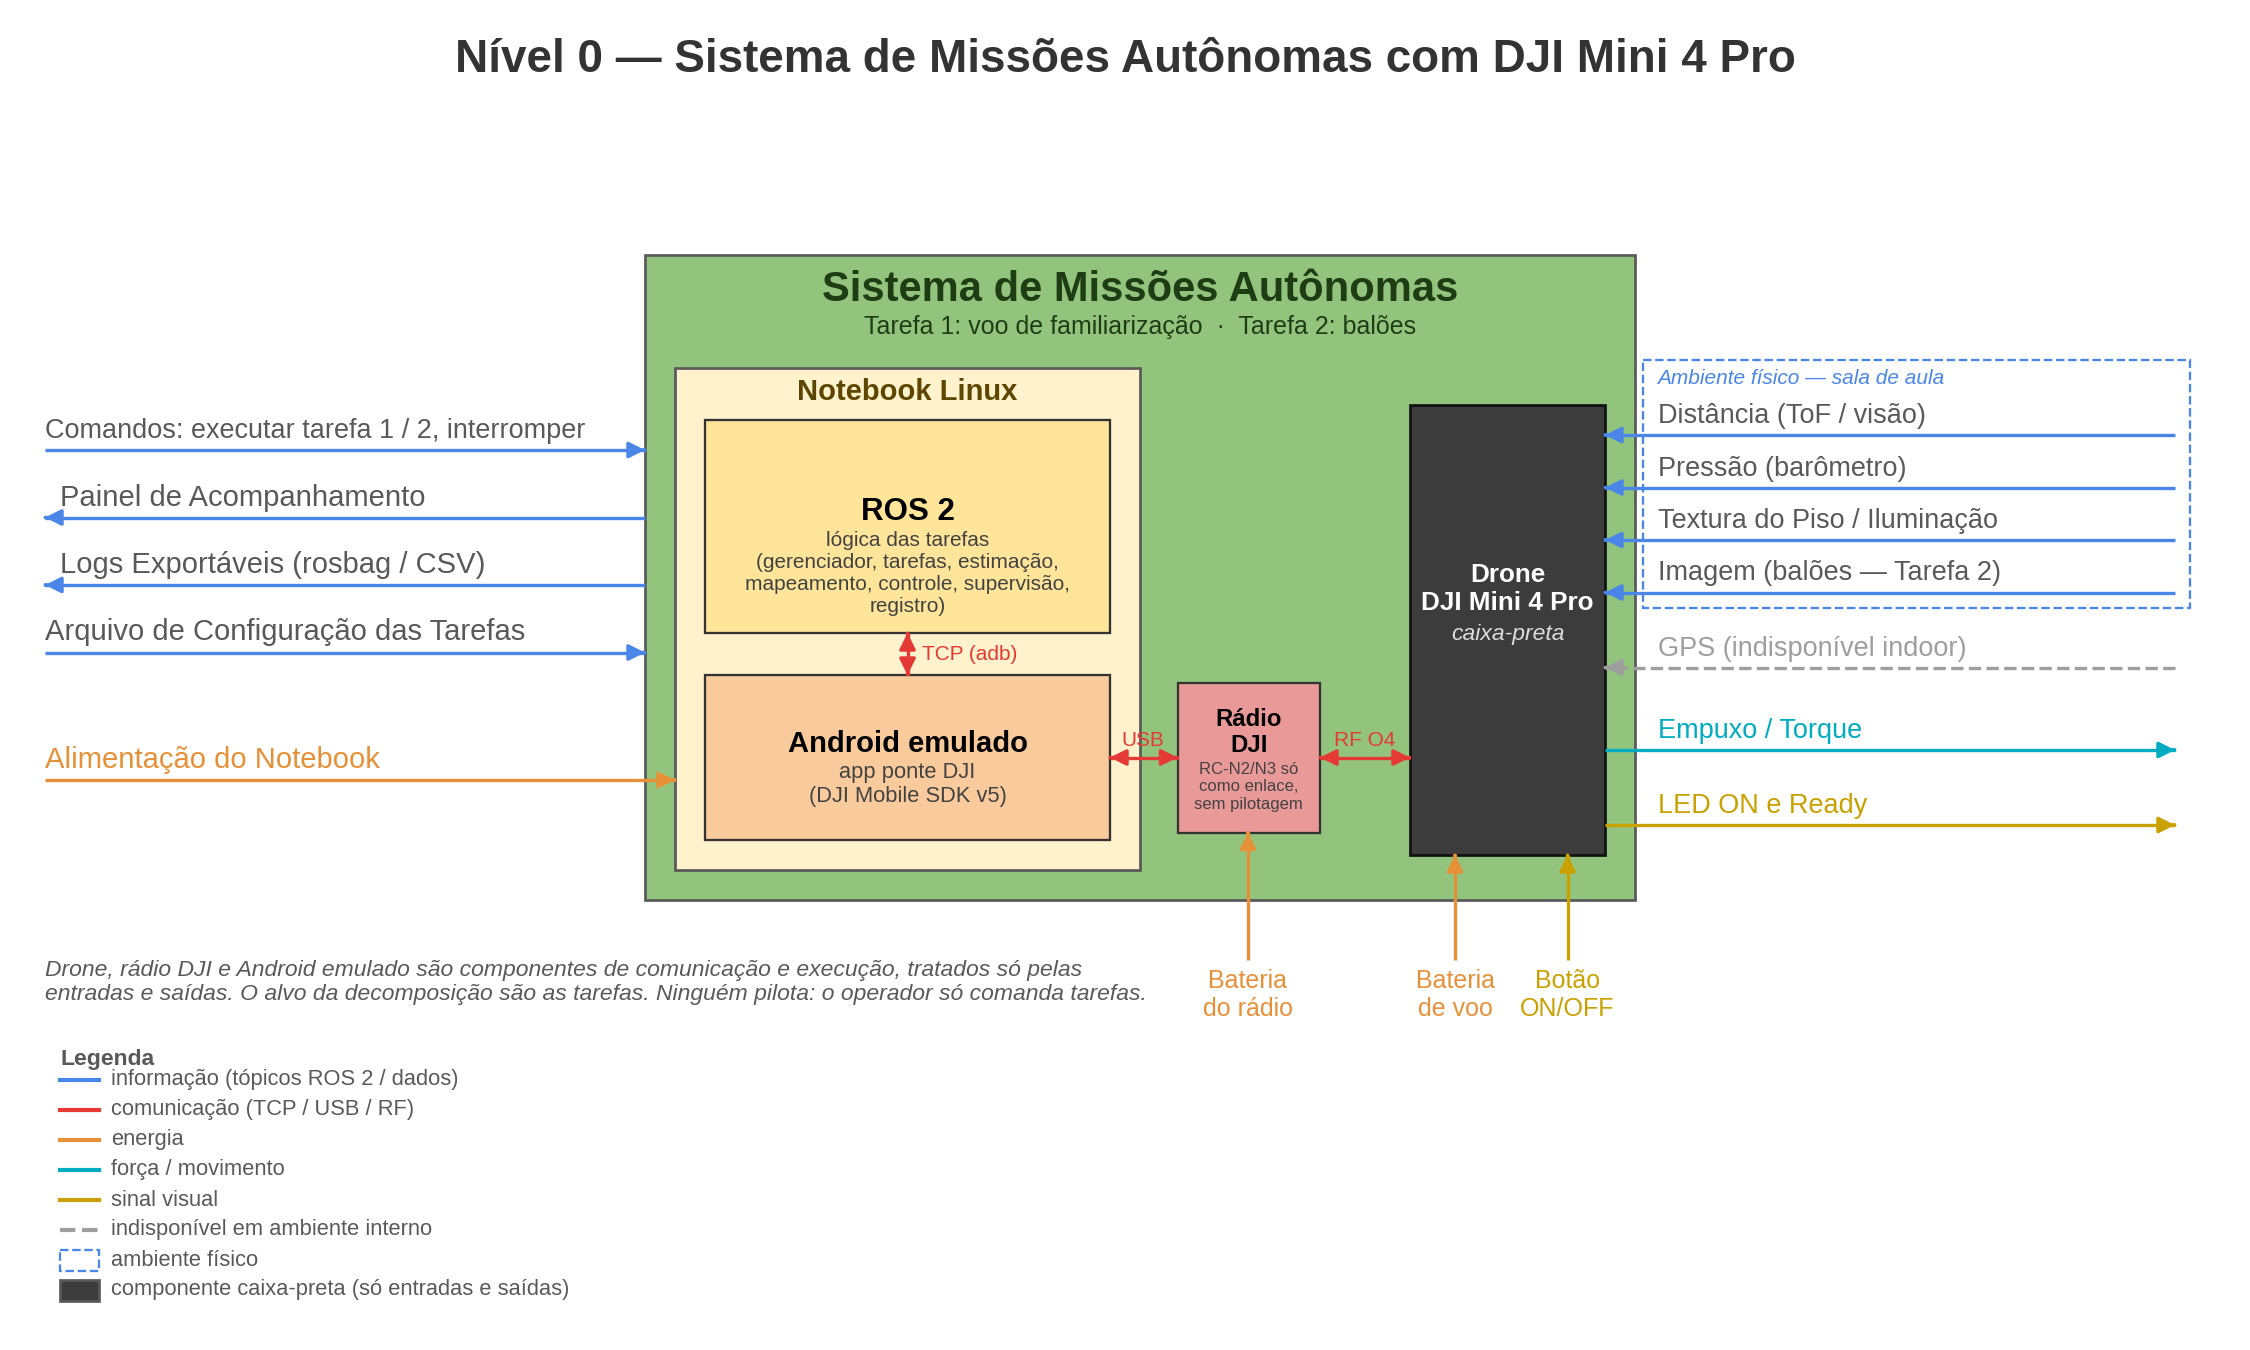 Nível 0 — Sistema de Missões Autônomas com DJI Mini 4 Pro
Sistema de Missões Autônomas
Tarefa 1: voo de familiarização · Tarefa 2: balões
Comandos: executar tarefa 1 / 2, interromper
Painel de Acompanhamento
Logs Exportáveis (rosbag / CSV)
Arquivo de Configuração das Tarefas
Alimentação do Notebook
Notebook Linux
ROS 2
lógica das tarefas
(gerenciador, tarefas, estimação,
mapeamento, controle, supervisão,
registro)
TCP (adb)
Android emulado
app ponte DJI
(DJI Mobile SDK v5)
USB
Rádio
DJI
RC-N2/N3 só
como enlace,
sem pilotagem
RF O4
Drone
DJI Mini 4 Pro
caixa-preta
Ambiente físico — sala de aula
Distância (ToF / visão)
Pressão (barômetro)
Textura do Piso / Iluminação
Imagem (balões — Tarefa 2)
GPS (indisponível indoor)
Empuxo / Torque
LED ON e Ready
Bateria
do rádio
Bateria
de voo
Botão
ON/OFF
Drone, rádio DJI e Android emulado são componentes de comunicação e execução, tratados só pelas
entradas e saídas. O alvo da decomposição são as tarefas. Ninguém pilota: o operador só comanda tarefas.
Legenda
informação (tópicos ROS 2 / dados)
comunicação (TCP / USB / RF)
energia
força / movimento
sinal visual
indisponível em ambiente interno
ambiente físico
componente caixa-preta (só entradas e saídas)